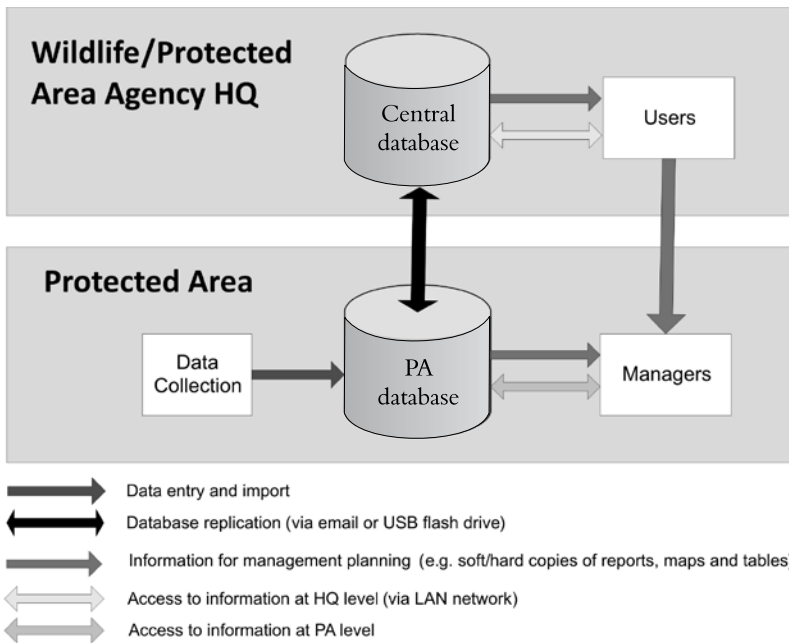 Wildlife/Protected
Area Agency HQ
Central
database
Users
Protected Area
Data
Collection
PA
database
Managers
Data entry and import
Database replication (via email or USB flash drive)
Information for management planning (e.g. soft/hard copies of reports, maps and tables)
Access to information at HQ level (via LAN network)
Access to information at PA level